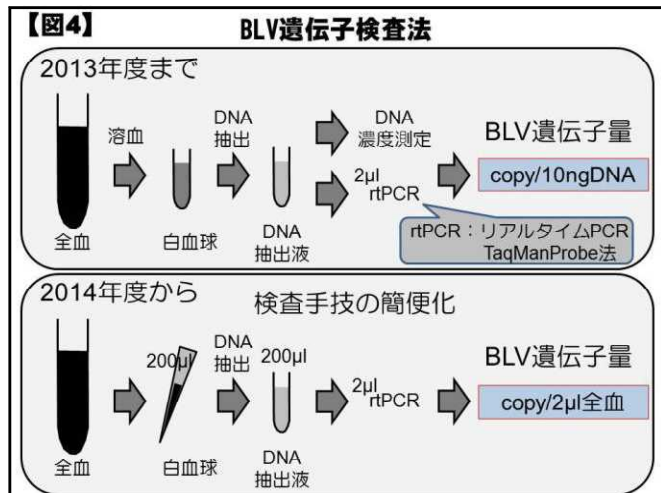 【図4】 BLV遺伝子検査法
2013年度まで
溶血
DNA
抽出
DNA
濃度測定
2μl
rtPCR
BLV遺伝子量
copy/10ngDNA
rtPCR：リアルタイムPCR
TaqManProbe法
全血
白血球
DNA
抽出液
2014年度から
検査手技の簡便化
200μl
DNA
抽出
200μl
2μl
rtPCR
BLV遺伝子量
copy/2μl全血
全血
白血球
DNA
抽出液